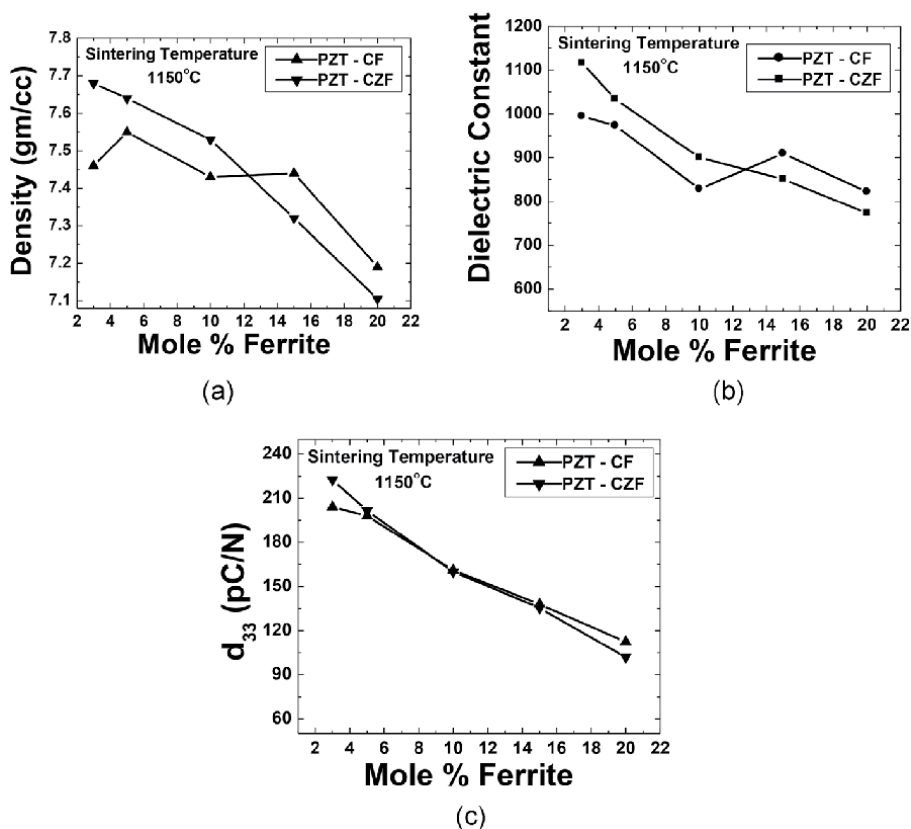 7.8
7.7
7.6
7.5
7.4
7.3
7.2
7.1
Density (gm/cc)
Sintering Temperature
1150°C
PZT - CF
PZT - CZF
2 4 6 8 10 12 14 16 18 20 22
Mole % Ferrite
(a)
1200
1100
1000
900
800
700
600
Dielectric Constant
Sintering Temperature
1150°C
PZT - CF
PZT - CZF
2 4 6 8 10 12 14 16 18 20 22
Mole % Ferrite
(b)
240
210
180
150
120
90
60
d33 (pC/N)
Sintering Temperature
1150°C
PZT - CF
PZT - CZF
2 4 6 8 10 12 14 16 18 20 22
Mole % Ferrite
(c)